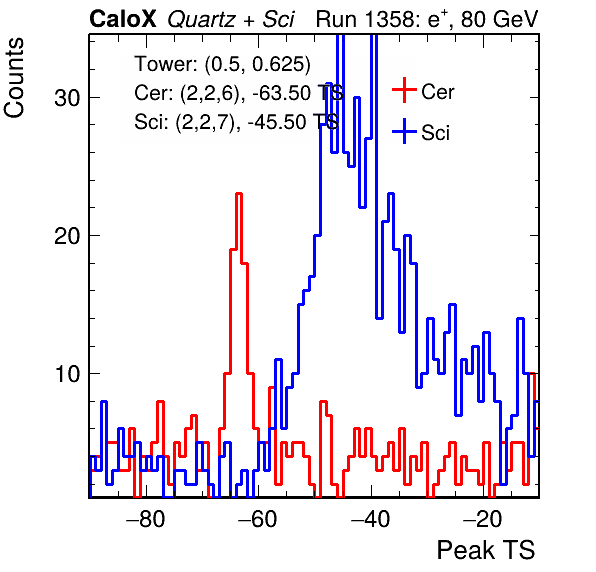 CaloX Quartz + Sci Run 1358: e⁺, 80 GeV
Counts
Tower: (0.5, 0.625)
Cer: (2,2,6), -63.50 TS
Sci: (2,2,7), -45.50 TS
Cer
Sci
30
20
10
−80 −60 −40 −20
Peak TS